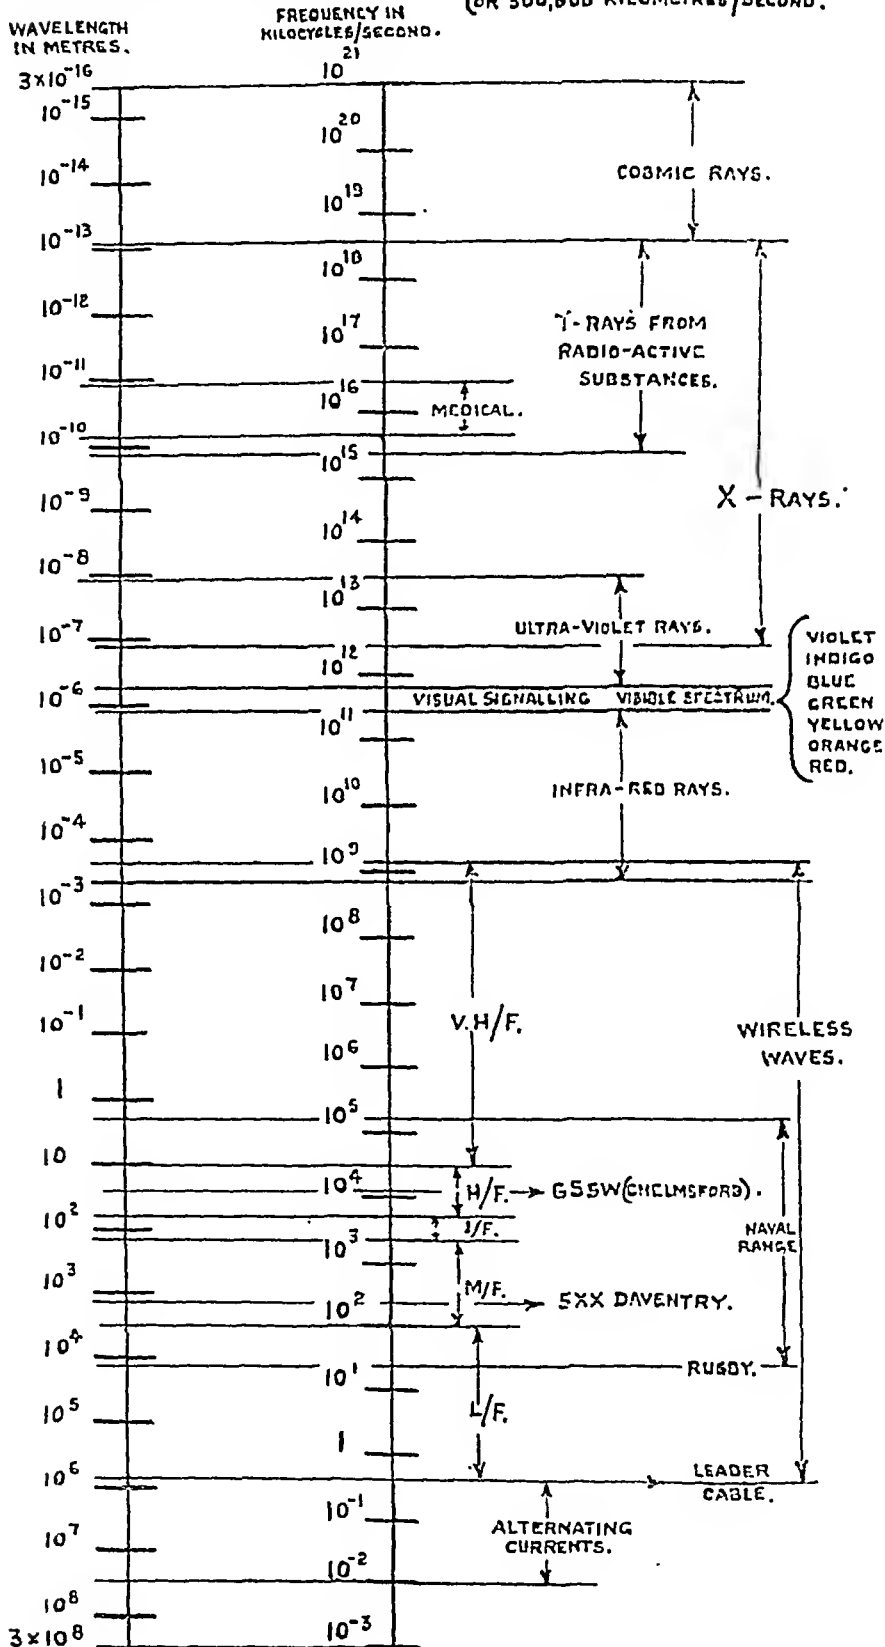 (OR 300,000 KILOMETRES/SECOND.
WAVELENGTH
IN METRES.
FREQUENCY IN
KILOCYCLES/SECOND.
3×10⁻¹⁶
10²¹
10⁻¹⁵
10²⁰
10⁻¹⁴
COSMIC RAYS.
10¹⁹
10⁻¹³
10¹⁸
10⁻¹²
10¹⁷
γ-RAYS FROM
RADIO-ACTIVE
SUBSTANCES.
10⁻¹¹
10¹⁶
MEDICAL.
10⁻¹⁰
10¹⁵
10⁻⁹
X-RAYS.
10¹⁴
10⁻⁸
10¹³
10⁻⁷
ULTRA-VIOLET RAYS.
10¹²
10⁻⁶
VISUAL SIGNALLING VISIBLE SPECTRUM.
VIOLET
INDIGO
BLUE
GREEN
YELLOW
ORANGE
RED.
10¹¹
10⁻⁵
10¹⁰
INFRA-RED RAYS.
10⁻⁴
10⁹
10⁻³
10⁸
10⁻²
10⁷
10⁻¹
V.H/F.
WIRELESS
WAVES.
10⁶
1
10⁵
10
10⁴
H/F.
G5SW (CHELMSFORD).
10²
I/F.
NAVAL
RANGE
10³
10³
M/F.
10²
5XX DAVENTRY.
10⁴
10¹
RUGBY.
10⁵
L/F.
1
10⁶
LEADER
CABLE.
10⁻¹
10⁷
ALTERNATING
CURRENTS.
10⁻²
10⁸
3×10⁸
10⁻³